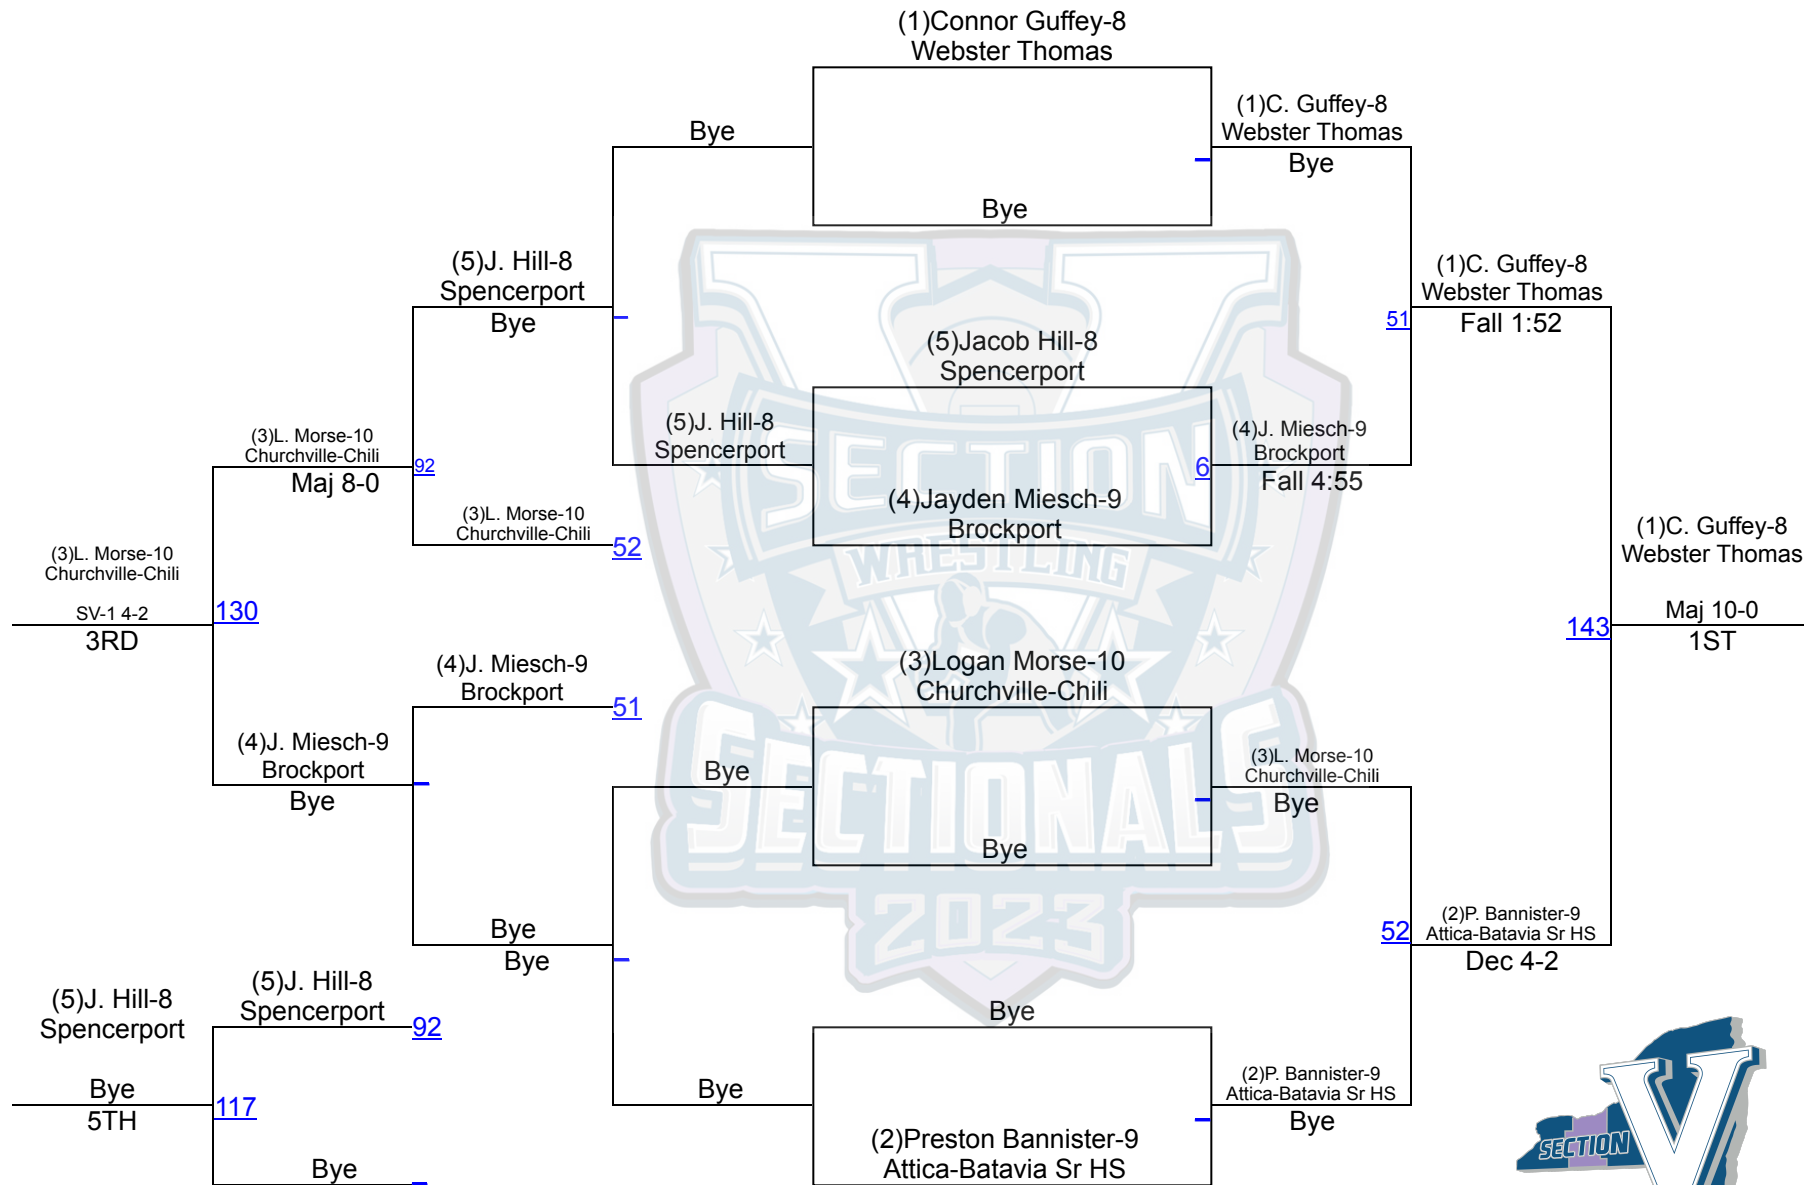 (1)Connor Guffey-8
Webster Thomas
Bye
(1)C. Guffey-8
Webster Thomas
Bye
Bye
(5)J. Hill-8
Spencerport
Bye
(1)C. Guffey-8
Webster Thomas
51
Fall 1:52
(5)Jacob Hill-8
Spencerport
(5)J. Hill-8
Spencerport
(4)J. Miesch-9
Brockport
6
Fall 4:55
(3)L. Morse-10
Churchville-Chili
92
Maj 8-0
SECTION
(4)Jayden Miesch-9
Brockport
(3)L. Morse-10
Churchville-Chili
52
(1)C. Guffey-8
Webster Thomas
WRESTLING
(3)L. Morse-10
Churchville-Chili
SV-1 4-2
130
3RD
Maj 10-0
143
1ST
(4)J. Miesch-9
Brockport
51
(3)Logan Morse-10
Churchville-Chili
(4)J. Miesch-9
Brockport
Bye
Bye
(3)L. Morse-10
Churchville-Chili
Bye
SECTIONALS
Bye
2023
Bye
Bye
(2)P. Bannister-9
Attica-Batavia Sr HS
52
Dec 4-2
(5)J. Hill-8
Spencerport
(5)J. Hill-8
Spencerport
92
Bye
Bye
117
5TH
Bye
(2)P. Bannister-9
Attica-Batavia Sr HS
Bye
(2)Preston Bannister-9
Attica-Batavia Sr HS
Bye
SECTION V